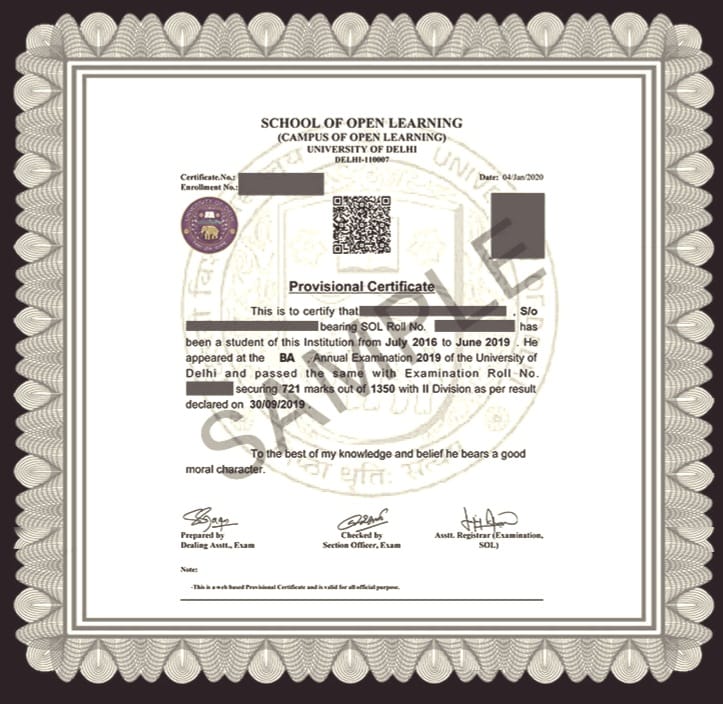 SCHOOL OF OPEN LEARNING
(CAMPUS OF OPEN LEARNING)
UNIVERSITY OF DELHI
DELHI-110007
Certificate.No.:
Date: 04/Jan/2020
Enrollment No.:
Provisional Certificate
This is to certify that , S/o
bearing SOL Roll No. has
been a student of this Institution from July 2016 to June 2019 . He
appeared at the BA , Annual Examination 2019 of the University of
Delhi and passed the same with Examination Roll No.
securing 721 marks out of 1350 with II Division as per result
declared on 30/09/2019 .
SAMPLE
To the best of my knowledge and belief he bears a good
moral character.
Prepared by
Dealing Asstt., Exam
Checked by
Section Officer, Exam
Asstt. Registrar (Examination,
SOL)
Note:
-This is a web based Provisional Certificate and is valid for all official purpose.